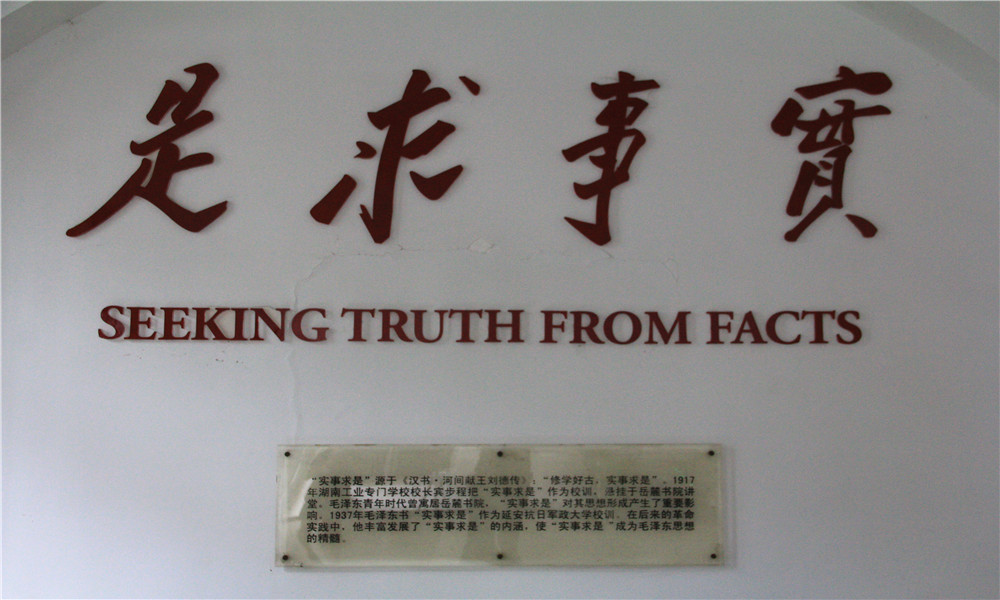 實事求是
SEEKING TRUTH FROM FACTS
“实事求是”源于《汉书·河间献王刘德传》：“修学好古，实事求是”。1917
年湖南工业专门学校校长宾步程把“实事求是”作为校训，悬挂于岳麓书院讲
堂。毛泽东青年时代曾寓居岳麓书院，“实事求是”对其思想形成产生了重要影
响。1937年毛泽东书“实事求是”作为延安抗日军政大学校训。在后来的革命
实践中，他丰富发展了“实事求是”的内涵，使“实事求是”成为毛泽东思想
的精髓。